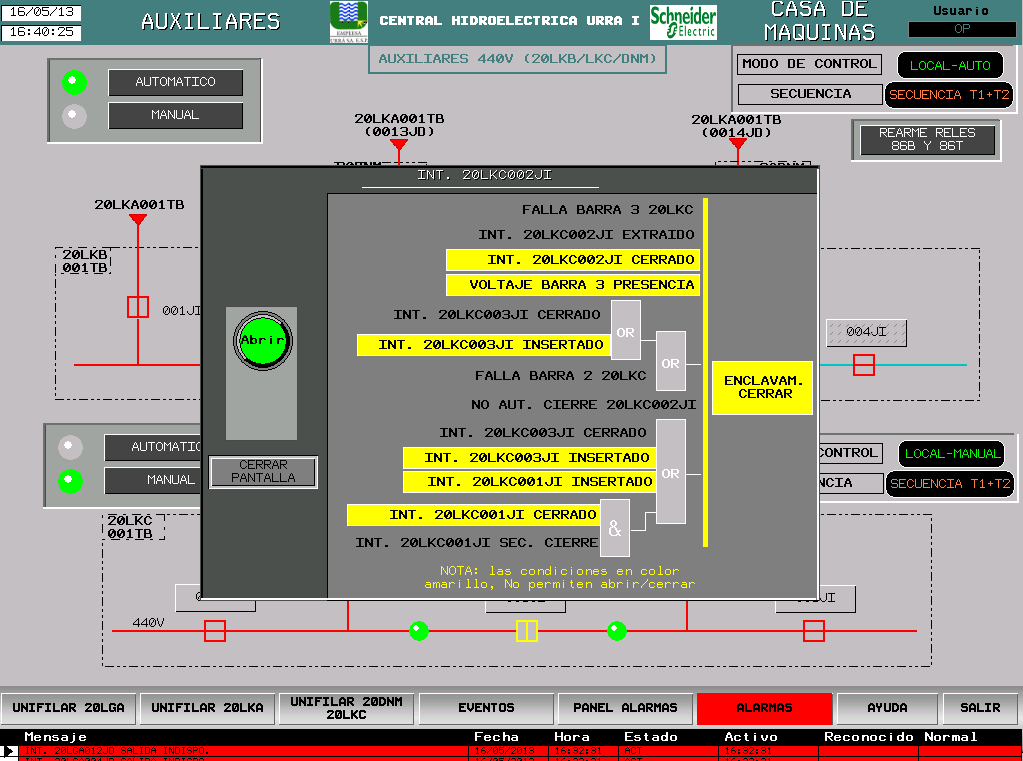 16/05/13
16:40:25
AUXILIARES
EMPRESA
URRA S.A. E.S.P.
CENTRAL HIDROELECTRICA URRA I
Schneider
Electric
CASA DE
MAQUINAS
Usuario
OP
AUXILIARES 440V (20LKB/LKC/DNM)
MODO DE CONTROL
LOCAL-AUTO
SECUENCIA
SECUENCIA T1+T2
AUTOMATICO
MANUAL
20LKA001TB
(0013JD)
20LKA001TB
(0014JD)
REARME RELES
86B Y 86T
20LKA001TB
20LKB
001TB
001JI
004JI
INT. 20LKC002JI
FALLA BARRA 3 20LKC
INT. 20LKC002JI EXTRAIDO
INT. 20LKC002JI CERRADO
VOLTAJE BARRA 3 PRESENCIA
INT. 20LKC003JI CERRADO
OR
INT. 20LKC003JI INSERTADO
OR
FALLA BARRA 2 20LKC
NO AUT. CIERRE 20LKC002JI
INT. 20LKC003JI CERRADO
INT. 20LKC003JI INSERTADO
OR
INT. 20LKC001JI INSERTADO
INT. 20LKC001JI CERRADO
&
INT. 20LKC001JI SEC. CIERRE
ENCLAVAM.
CERRAR
NOTA: las condiciones en color
amarillo, No permiten abrir/cerrar
Abrir
CERRAR
PANTALLA
AUTOMATIC
MANUAL
CONTROL
LOCAL-MANUAL
NCIA
SECUENCIA T1+T2
20LKC
001TB
440V
UNIFILAR 20LGA
UNIFILAR 20LKA
UNIFILAR 20DNM
20LKC
EVENTOS
PANEL ALARMAS
ALARMAS
AYUDA
SALIR
Mensaje Fecha Hora Estado Activo Reconocido Normal
INT. 20LGA012JD SALIDA INDISPO. 16/05/2013 16:32:31 ACT 16:32:31